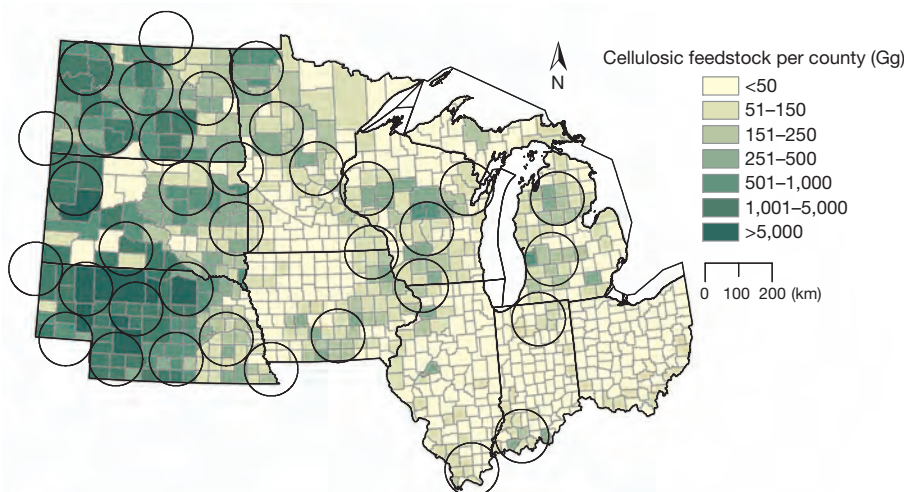 N
Cellulosic feedstock per county (Gg)
<50
51–150
151–250
251–500
501–1,000
1,001–5,000
>5,000
0 100 200 (km)